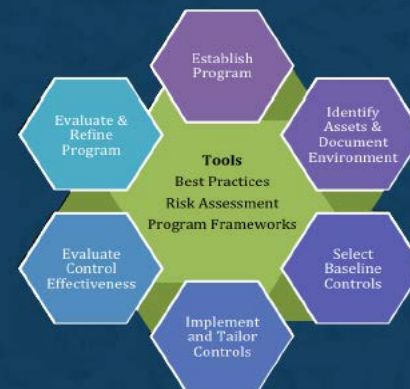 Establish
Program
Identify
Assets &
Document
Environment
Select
Baseline
Controls
Implement
and Tailor
Controls
Evaluate
Control
Effectiveness
Evaluate &
Refine
Program
Tools
Best Practices
Risk Assessment
Program Frameworks